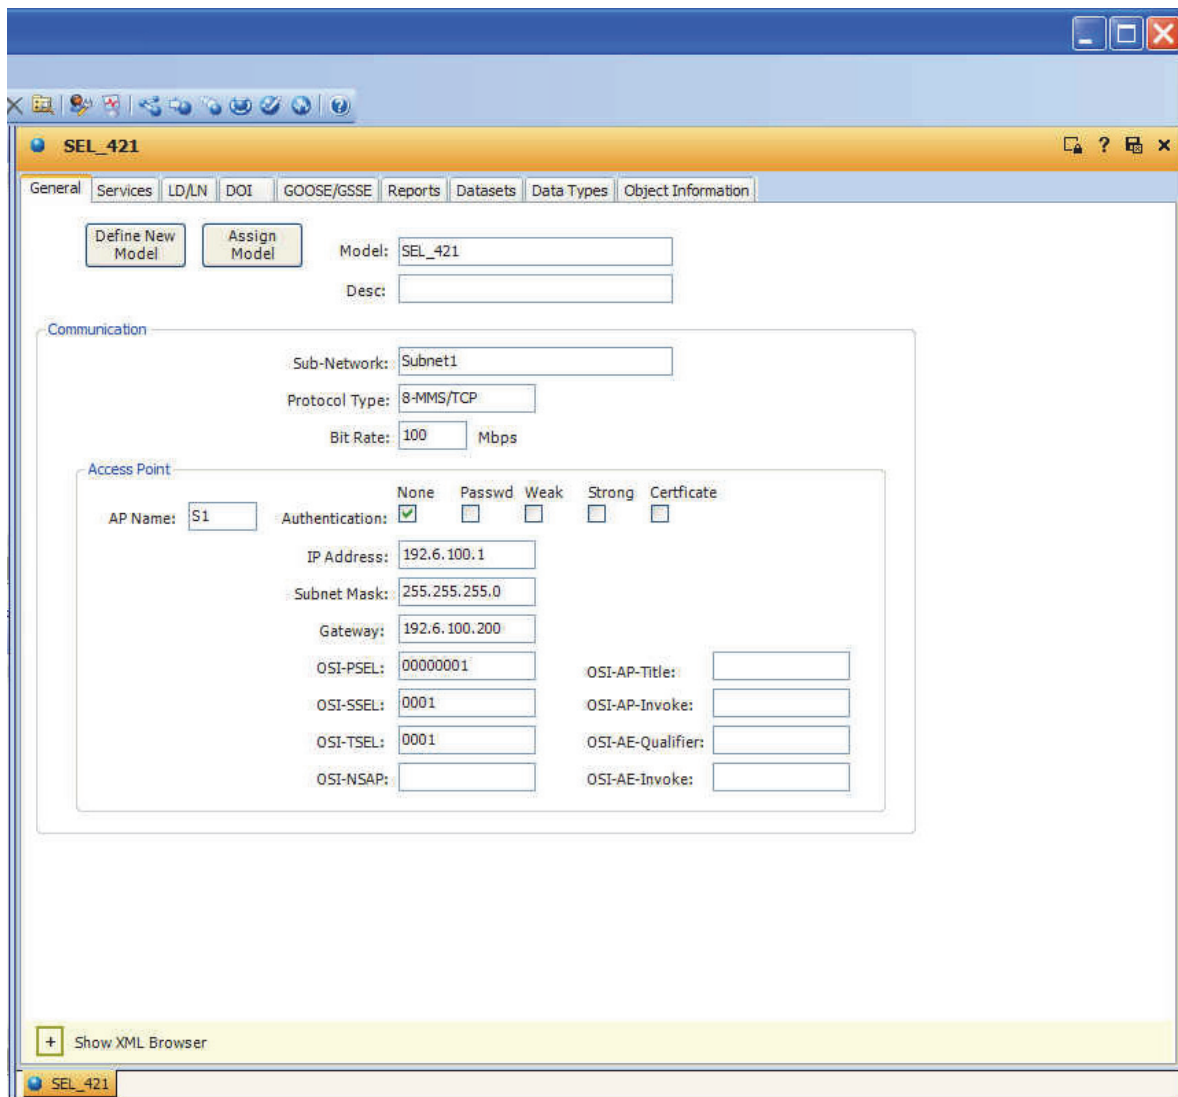 SEL_421
General Services LD/LN DOI GOOSE/GSSE Reports Datasets Data Types Object Information
Define New Model
Assign Model
Model: SEL_421
Desc:
Communication
Sub-Network: Subnet1
Protocol Type: 8-MMS/TCP
Bit Rate: 100 Mbps
Access Point
None Passwd Weak Strong Certficate
AP Name: S1 Authentication:
IP Address: 192.6.100.1
Subnet Mask: 255.255.255.0
Gateway: 192.6.100.200
OSI-PSEL: 00000001 OSI-AP-Title:
OSI-SSEL: 0001 OSI-AP-Invoke:
OSI-TSEL: 0001 OSI-AE-Qualifier:
OSI-NSAP: OSI-AE-Invoke:
+ Show XML Browser
SEL_421